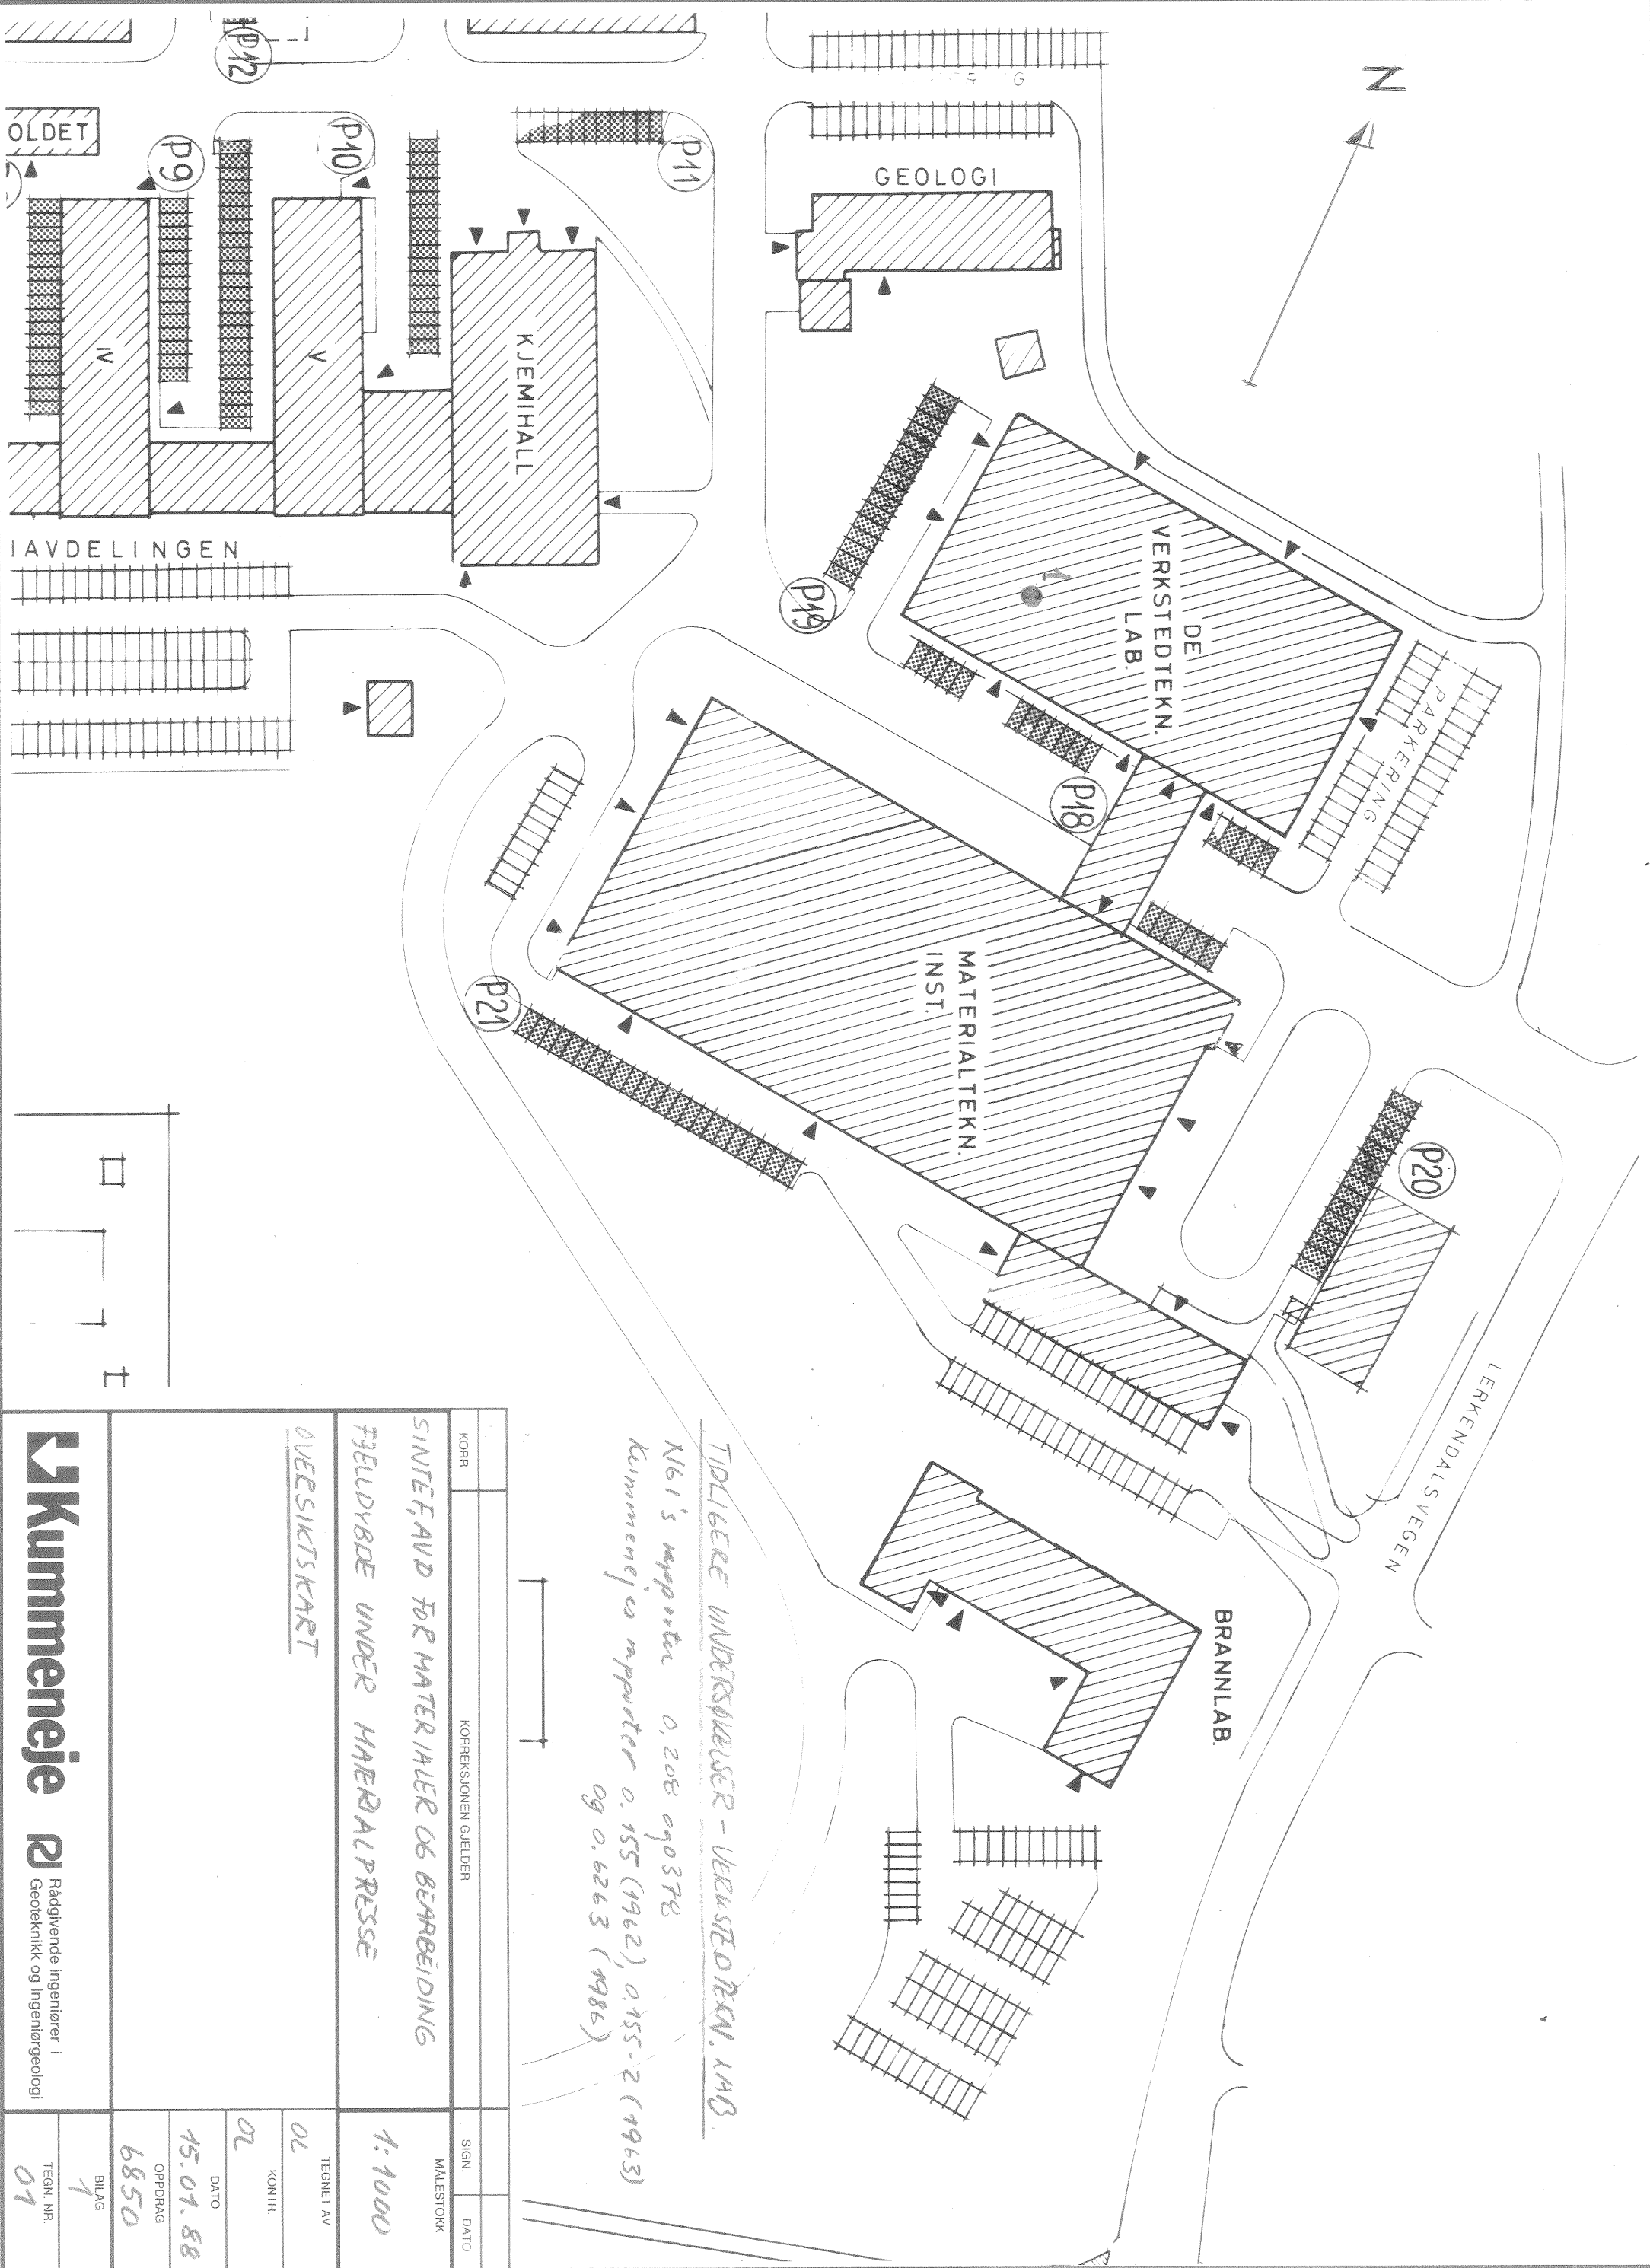 N
P12
OLDET
P9
P10
P11
GEOLOGI
IV
V
KJEMIHALL
IAVDELINGEN
P19
1
DE
VERKSTEDTEKN.
LAB.
PARKERING
P18
MATERIALTEKN.
INST.
P21
P20
LERKENDALSVEGEN
BRANNLAB.
TIDLIGERE UNDERSØKELSER - VERKSTEDTEKN. LAB.
NGI's rapporter 0,208 og 0378
Kummenejes rapporter o.155 (1962), o.155-2 (1963)
og o.6263 (1986)
KORR.
KORREKSJONEN GJELDER
SIGN.
DATO
SINTEF, AVD FOR MATERIALER OG BEARBEIDING
FJELLDYBDE UNDER MATERIALPRESSE
OVERSIKTSKART
MÅLESTOKK
1:1000
TEGNET AV
OL
KONTR.
OL
DATO
15.01.88
OPPDRAG
6850
BILAG
1
TEGN. NR.
01
Kummeneje
Rådgivende ingeniører i
Geoteknikk og Ingeniørgeologi